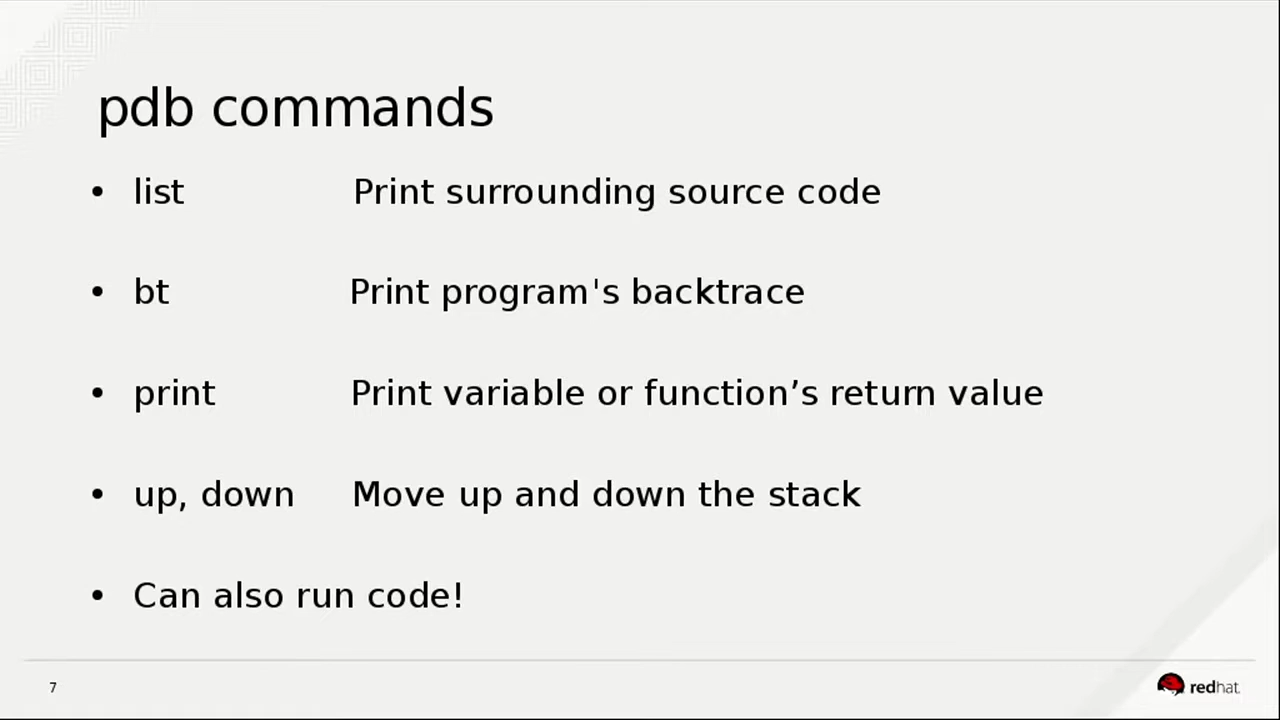 pdb commands
• list Print surrounding source code
• bt Print program's backtrace
• print Print variable or function’s return value
• up, down Move up and down the stack
• Can also run code!
7
redhat.